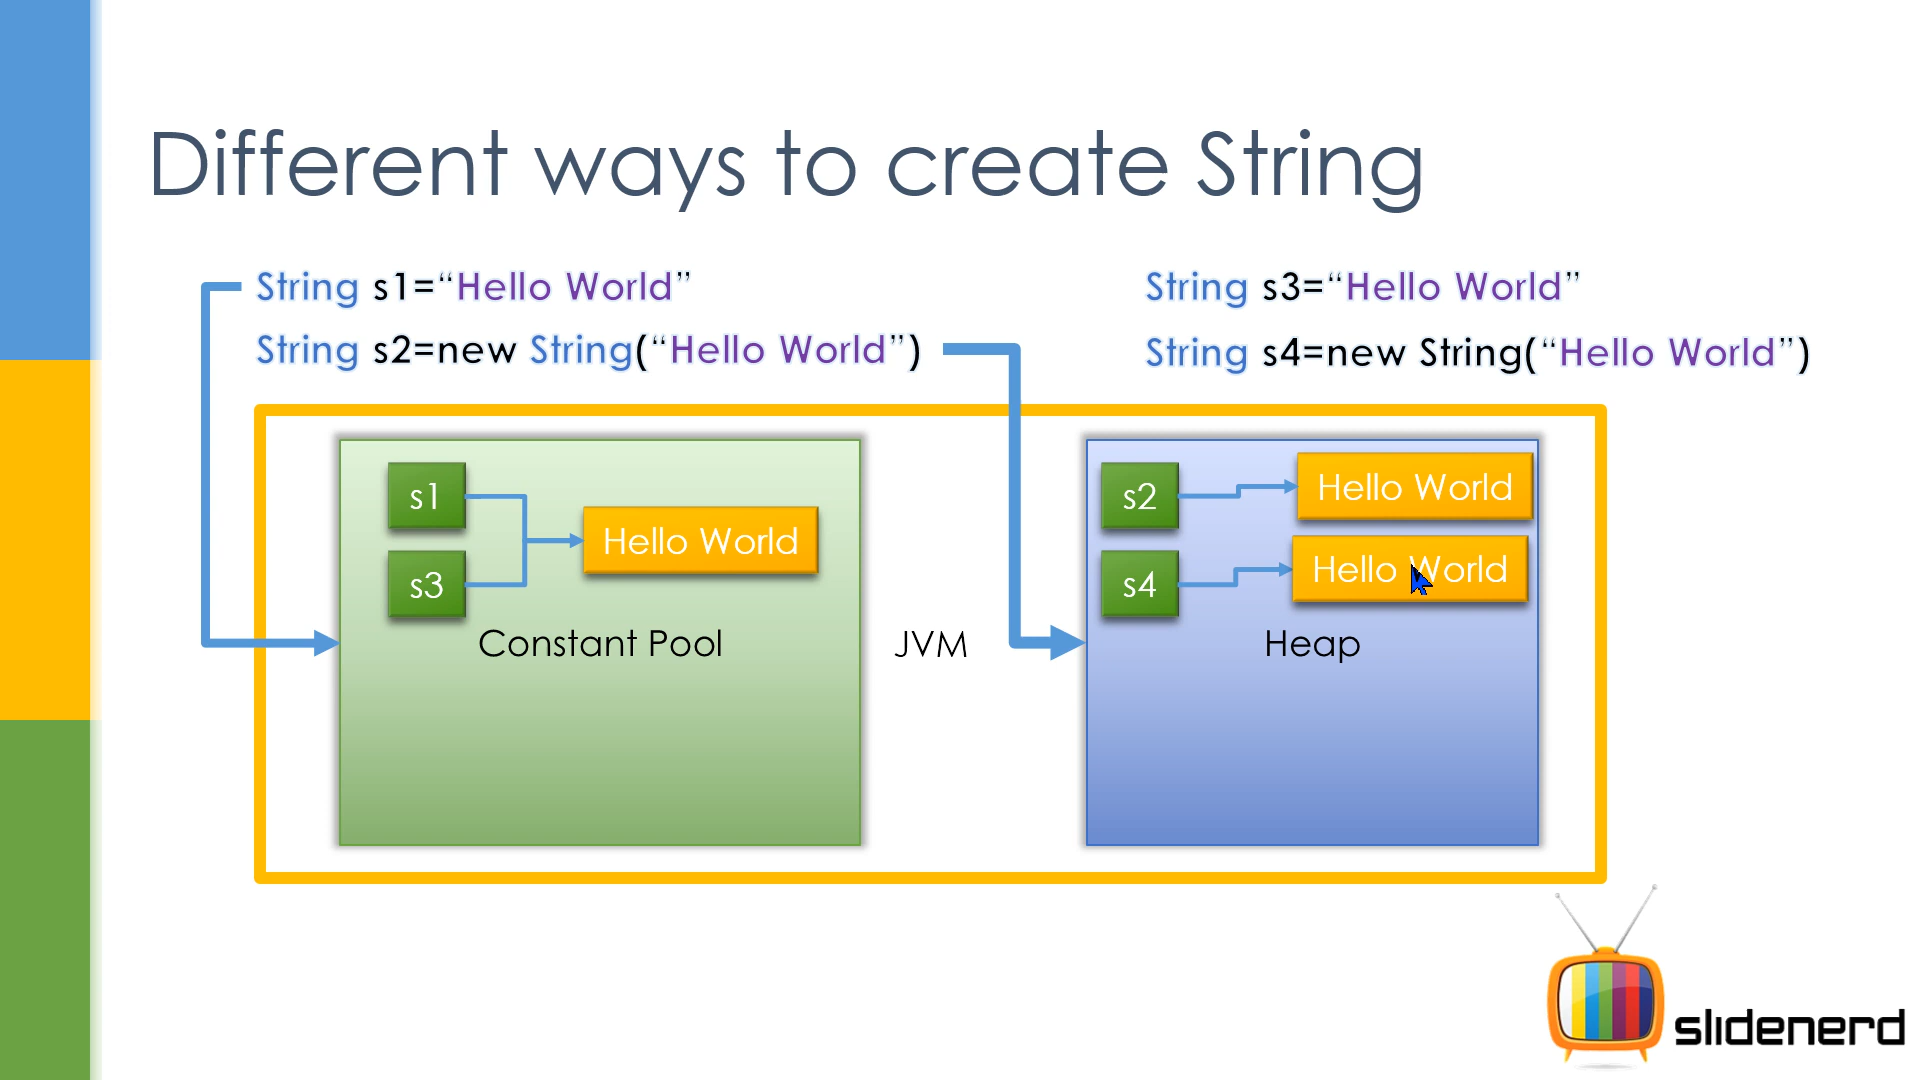 Different ways to create String
String s1=“Hello World”
String s2=new String(“Hello World”)
String s3=“Hello World”
String s4=new String(“Hello World”)
s1
s3
Hello World
Constant Pool
JVM
s2
Hello World
s4
Hello World
Heap
slidenerd